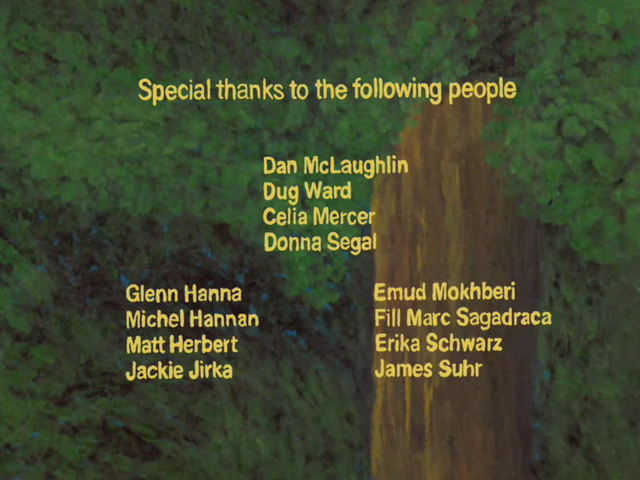 Special thanks to the following people
Dan McLaughlin
Dug Ward
Celia Mercer
Donna Segal
Glenn Hanna
Michel Hannan
Matt Herbert
Jackie Jirka
Emud Mokhberi
Fill Marc Sagadraca
Erika Schwarz
James Suhr